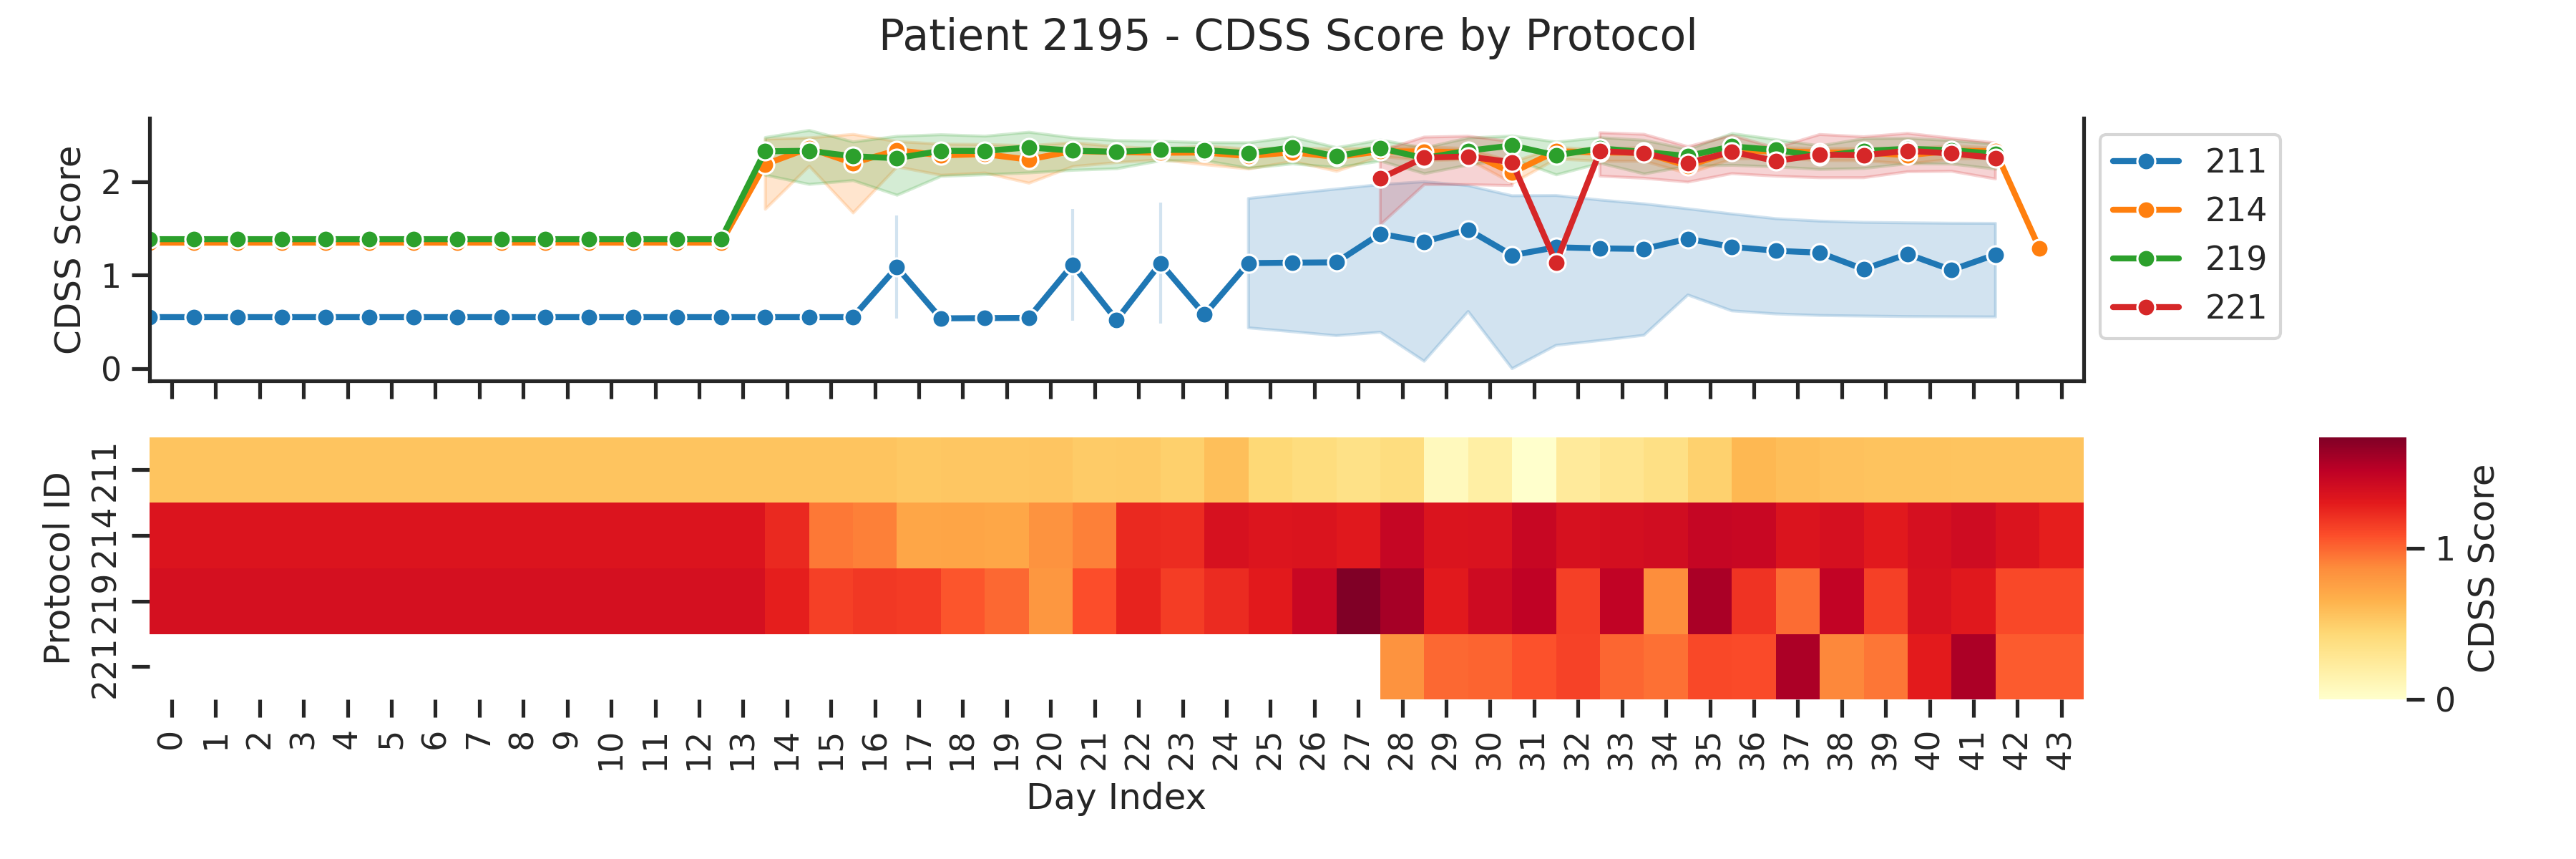 Patient 2195 - CDSS Score by Protocol
CDSS Score
2
1
0
211
214
219
221
Protocol ID
211
214
219
221
0 1 2 3 4 5 6 7 8 9 10 11 12 13 14 15 16 17 18 19 20 21 22 23 24 25 26 27 28 29 30 31 32 33 34 35 36 37 38 39 40 41 42 43
Day Index
1
0
CDSS Score